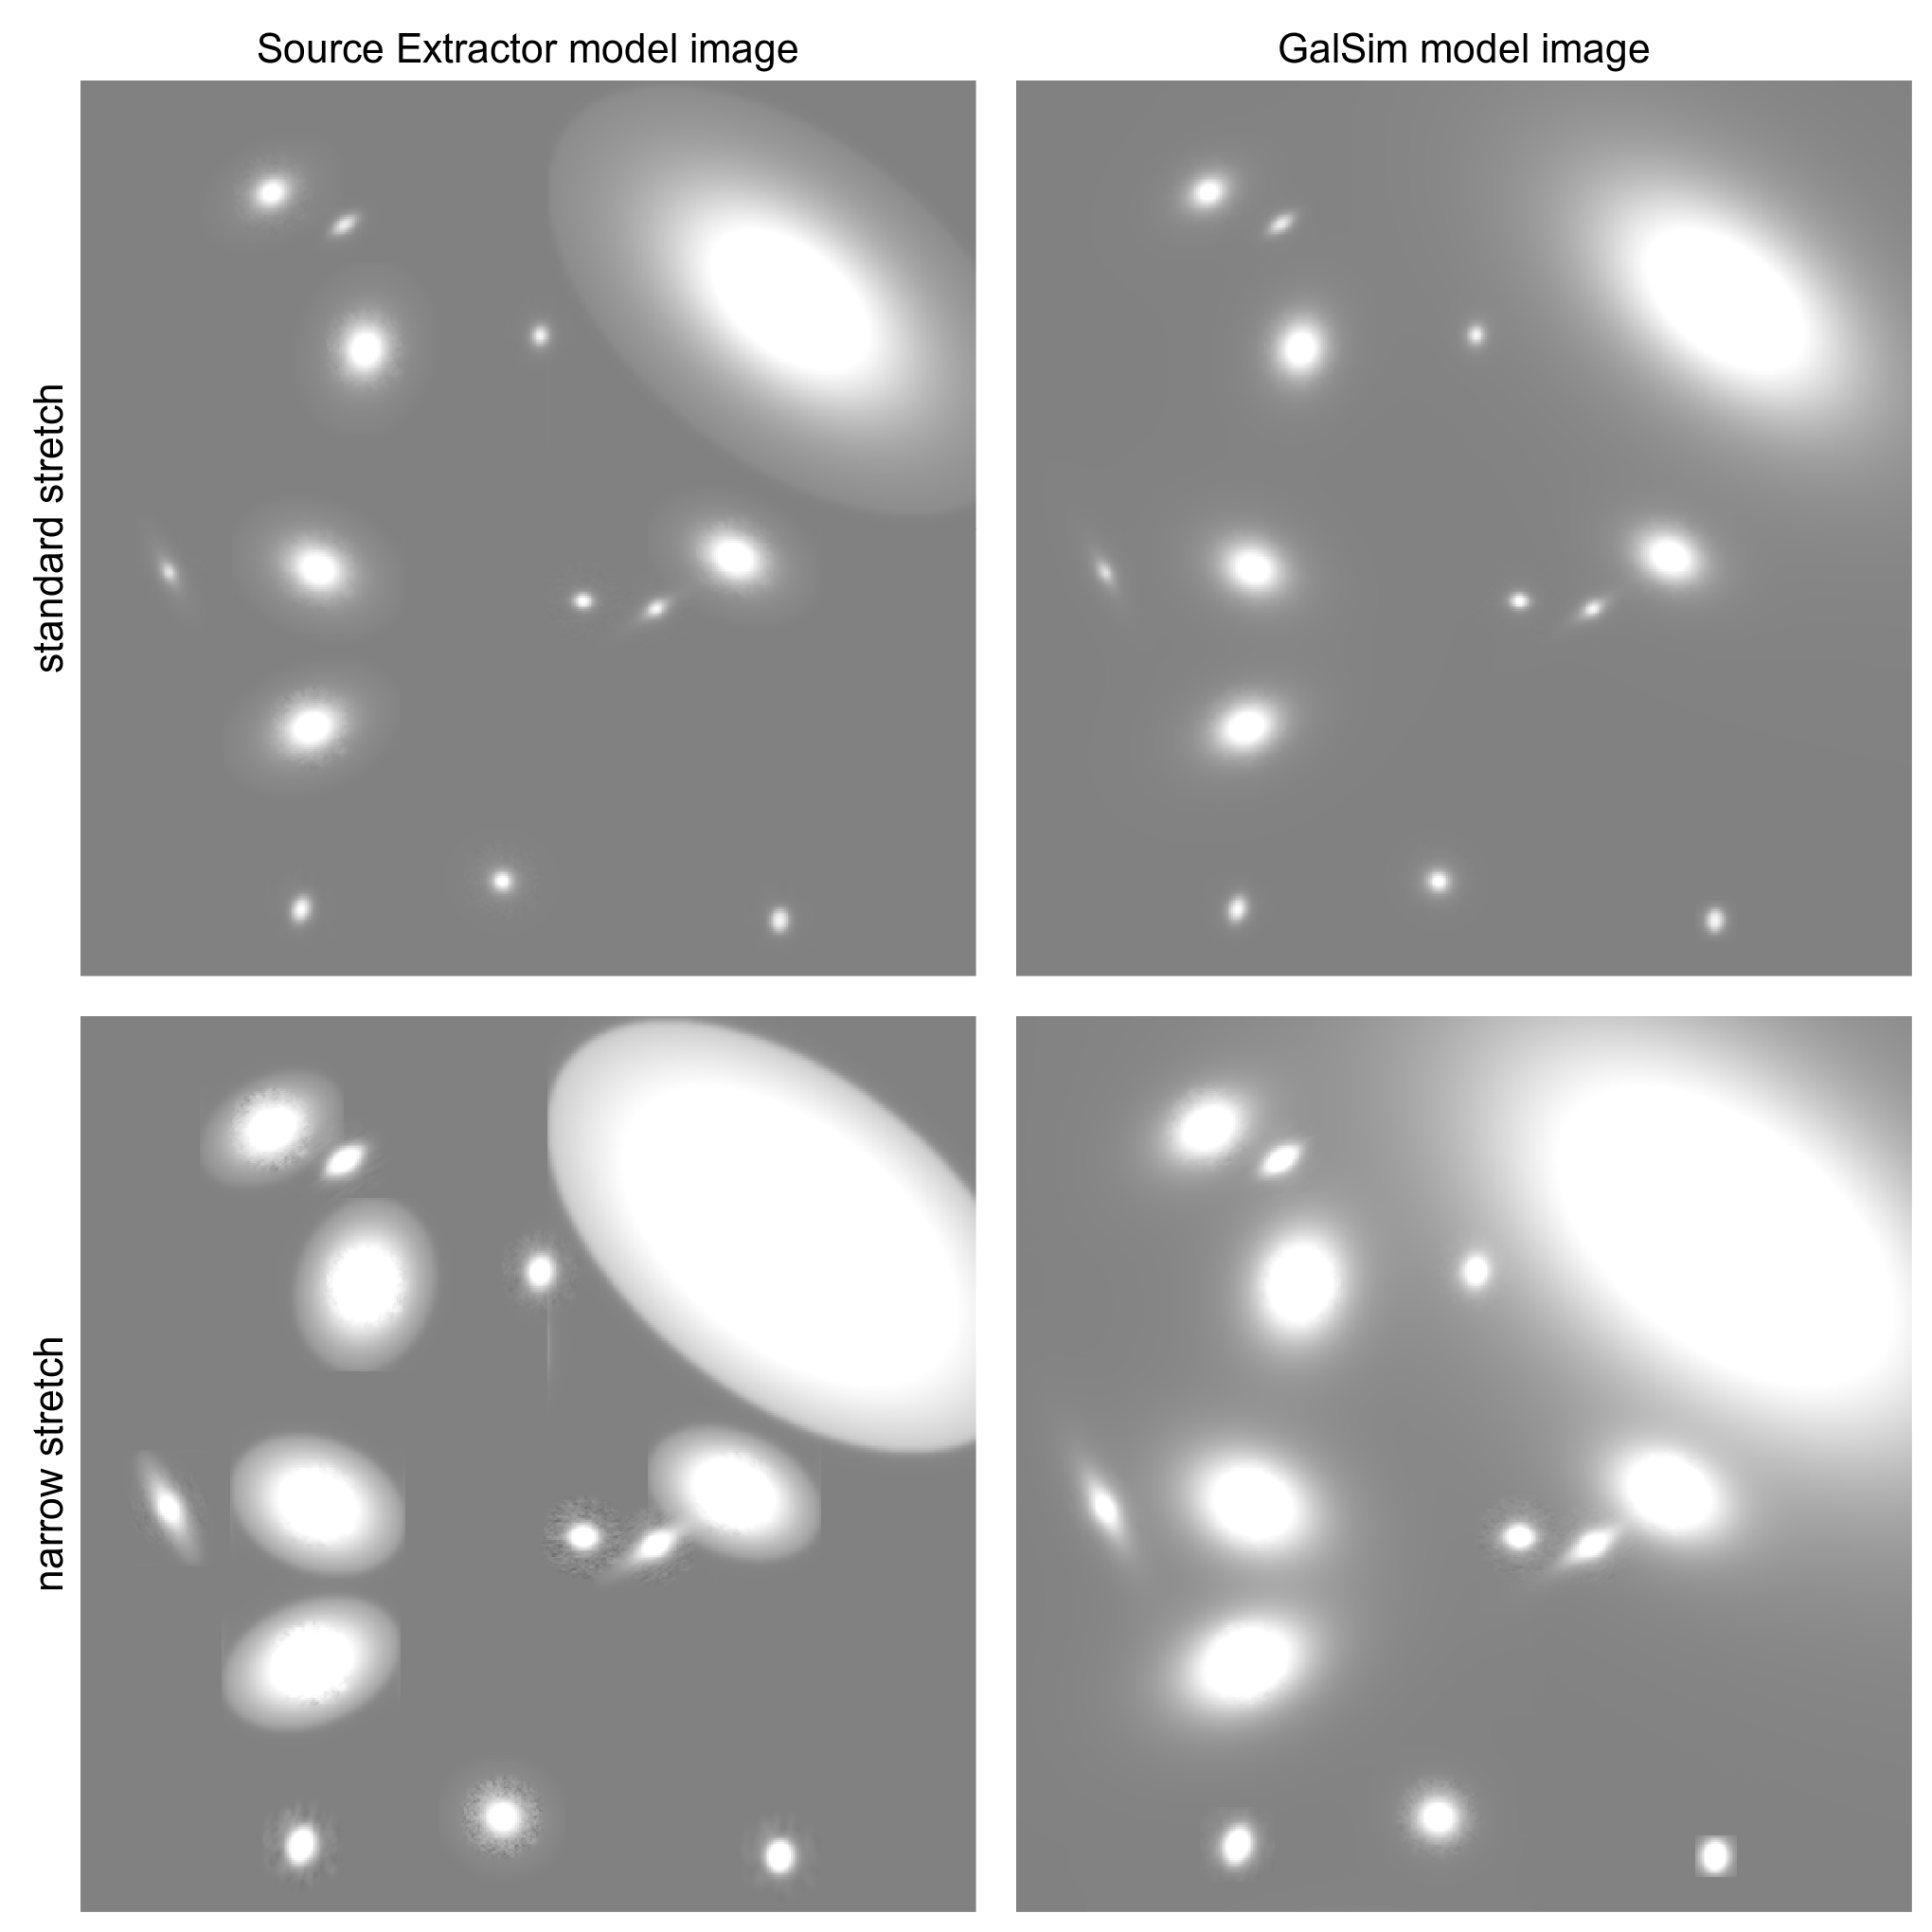 Source Extractor model image
GalSim model image
standard stretch
narrow stretch